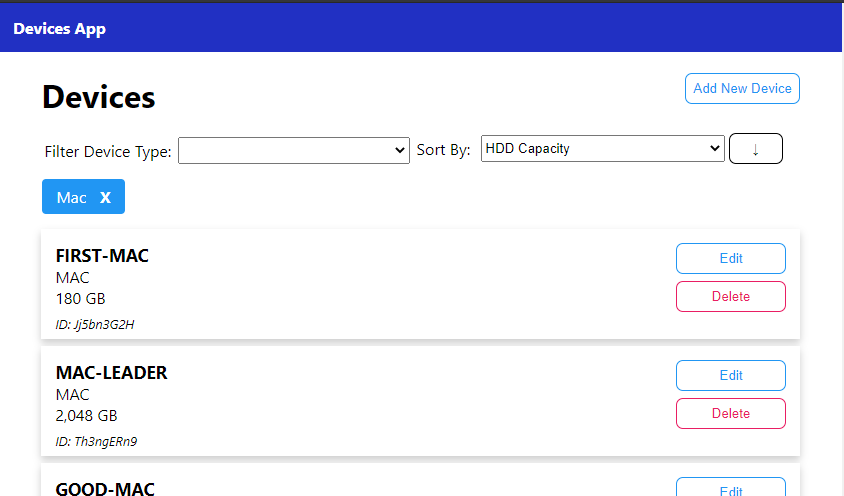 Devices App
Devices
Add New Device
Filter Device Type:
Sort By:
HDD Capacity
↓
Mac X
FIRST-MAC
MAC
180 GB
ID: Jj5bn3G2H
Edit
Delete
MAC-LEADER
MAC
2,048 GB
ID: Th3ngERn9
Edit
Delete
GOOD-MAC
Edit